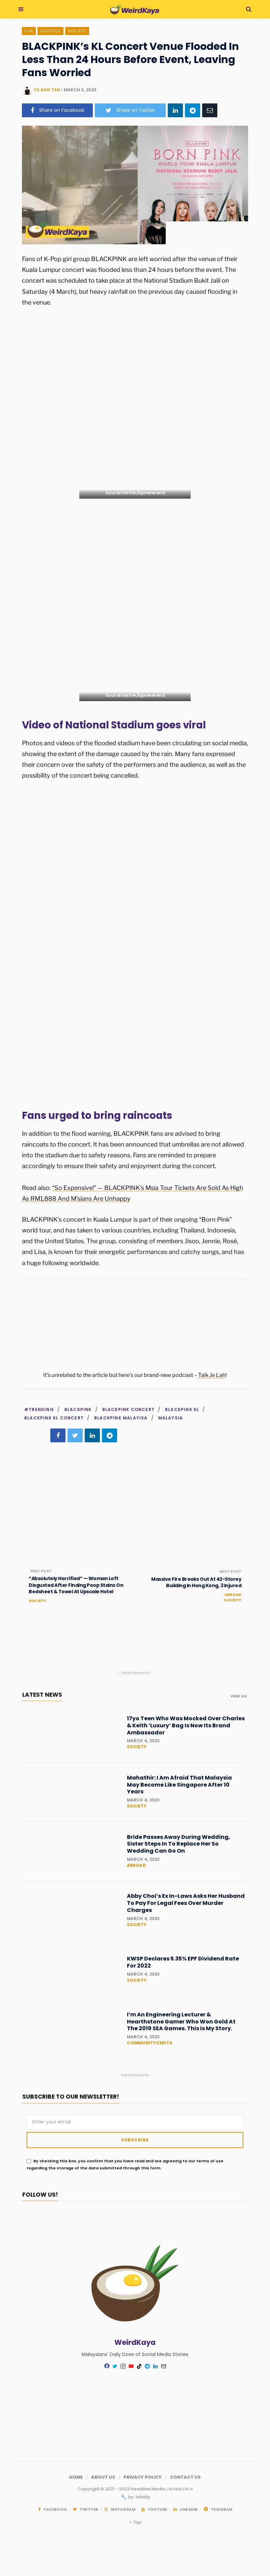 WeirdKaya
FUN LIFESTYLE SOCIETY
BLACKPINK’s KL Concert Venue Flooded In
Less Than 24 Hours Before Event, Leaving
Fans Worried
MARCH 3, 2023
Share on Facebook
Share on Twitter
BORN PINK
WORLD TOUR KUALA LUMPUR
NATIONAL STADIUM
BUKIT JALIL
WeirdKaya
Fans of K-Pop girl group BLACKPINK are left worried after the venue of their
Kuala Lumpur concert was flooded less than 24 hours before the event. The
concert was scheduled to take place at the National Stadium Bukit Jalil on
Saturday (4 March), but heavy rainfall on the previous day caused flooding in
the venue.
Video of National Stadium goes viral
Photos and videos of the flooded stadium have been circulating on social media,
showing the extent of the damage caused by the rain. Many fans expressed
their concern over the safety of the performers and the audience, as well as the
possibility of the concert being cancelled.
Fans urged to bring raincoats
In addition to the flood warning, BLACKPINK fans are advised to bring
raincoats to the concert. It has been announced that umbrellas are not allowed
into the stadium due to safety reasons. Fans are reminded to prepare
accordingly to ensure their safety and enjoyment during the concert.
Read also: “So Expensive!” — BLACKPINK’s Msia Tour Tickets Are Sold As High
As RM1,888 And M’sians Are Unhappy
BLACKPINK’s concert in Kuala Lumpur is part of their ongoing “Born Pink”
world tour, and has taken to various countries, including Thailand, Indonesia,
and the United States. The group, consisting of members Jisoo, Jennie, Rosé,
and Lisa, is known for their energetic performances and catchy songs, and has
a huge following worldwide.
It's unrelated to the article but here's our brand-new podcast – Talk Je Lah!
#TRENDING / BLACKPINK / BLACKPINK CONCERT / BLACKPINK KL /
BLACKPINK KL CONCERT / BLACKPINK MALAYISA / MALAYSIA
PREV POST
“Absolutely Horrified” — Woman Left
Disgusted After Finding Poop Stains On
Bedsheet & Towel At Upscale Hotel
SOCIETY
NEXT POST
Massive Fire Breaks Out At 42-Storey
Building In Hong Kong, 3 Injured
ABROAD
SOCIETY
- Advertisements -
LATEST NEWS
VIEW ALL
17yo Teen Who Was Mocked Over Charles
& Keith ‘Luxury’ Bag Is Now Its Brand
Ambassador
MARCH 4, 2023
SOCIETY
Mahathir: I Am Afraid That Malaysia
May Become Like Singapore After 10
Years
MARCH 4, 2023
SOCIETY
Bride Passes Away During Wedding,
Sister Steps In To Replace Her So
Wedding Can Go On
MARCH 4, 2023
ABROAD
Abby Choi’s Ex In-Laws Asks Her Husband
To Pay For Legal Fees Over Murder
Charges
MARCH 4, 2023
SOCIETY
KWSP Declares 5.35% EPF Dividend Rate
For 2022
MARCH 4, 2023
SOCIETY
I’m An Engineering Lecturer &
Hearthstone Gamer Who Won Gold At
The 2019 SEA Games. This Is My Story.
MARCH 4, 2023
COMMUNITYCERITA
- Advertisements -
SUBSCRIBE TO OUR NEWSLETTER!
Enter your email
SUBSCRIBE
By checking this box, you confirm that you have read and are agreeing to our terms of use
regarding the storage of the data submitted through this form.
FOLLOW US!
WeirdKaya
Malaysians' Daily Dose of Social Media Stories
HOME / ABOUT US / PRIVACY POLICY / CONTACT US
Copyright © 2021 - 2023 Headline Media
by Infinity
FACEBOOK TWITTER INSTAGRAM YOUTUBE LINKEDIN TELEGRAM
Top